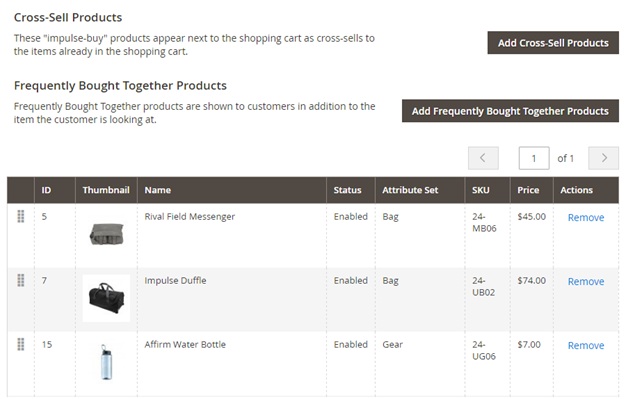 Cross-Sell Products
These "impulse-buy" products appear next to the shopping cart as cross-sells to
the items already in the shopping cart.
Add Cross-Sell Products
Frequently Bought Together Products
Frequently Bought Together products are shown to customers in addition to the
item the customer is looking at.
Add Frequently Bought Together Products
1 of 1
ID Thumbnail Name Status Attribute Set SKU Price Actions
5 Rival Field Messenger Enabled Bag 24- $45.00 Remove
MB06
7 Impulse Duffle Enabled Bag 24- $74.00 Remove
UB02
15 Affirm Water Bottle Enabled Gear 24- $7.00 Remove
UG06